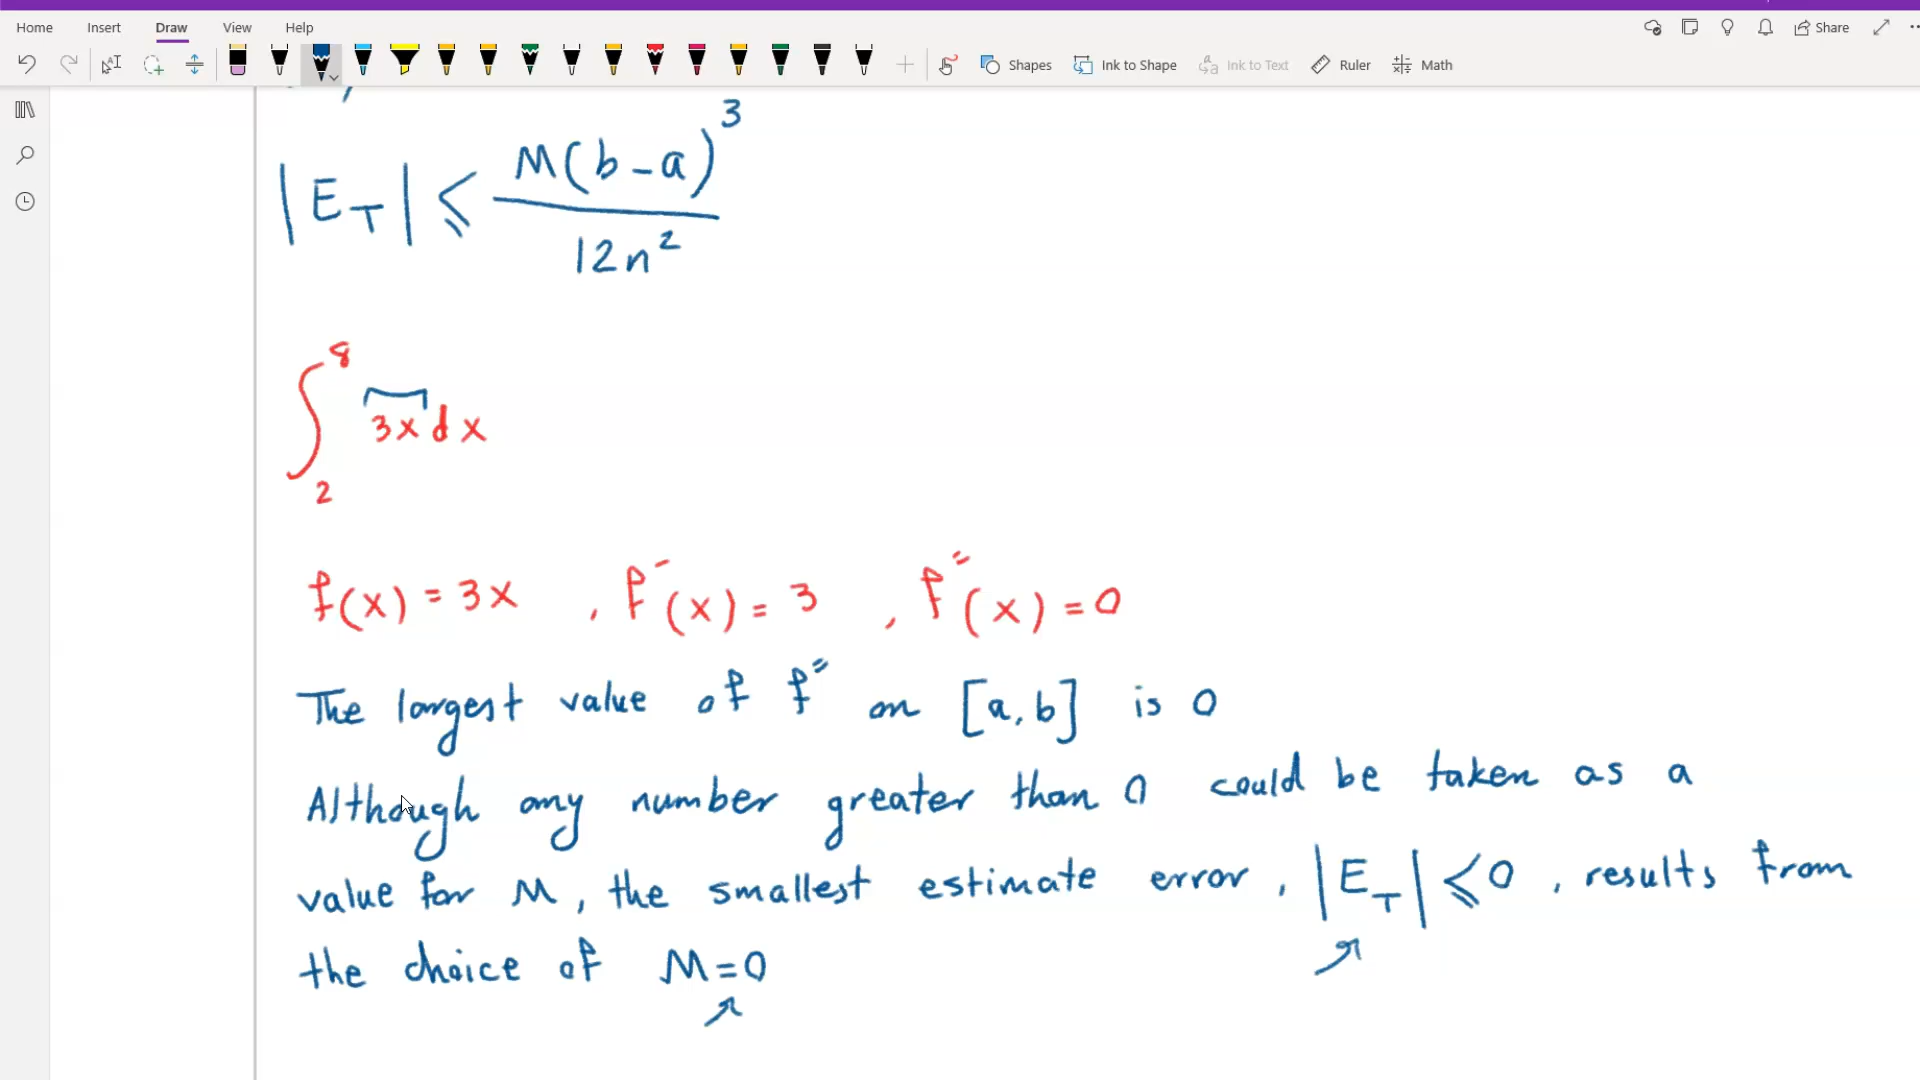 Home Insert Draw View Help Share
Shapes Ink to Shape Ink to Text Ruler Math
|E_T| ≤ M(b-a)^3 / 12n^2
∫_2^8 3x dx
f(x) = 3x , f′(x) = 3 , f″(x) = 0
The largest value of f″ on [a,b] is 0
Although any number greater than 0 could be taken as a
value for M, the smallest estimate error, |E_T| ≤ 0, results from
the choice of M=0